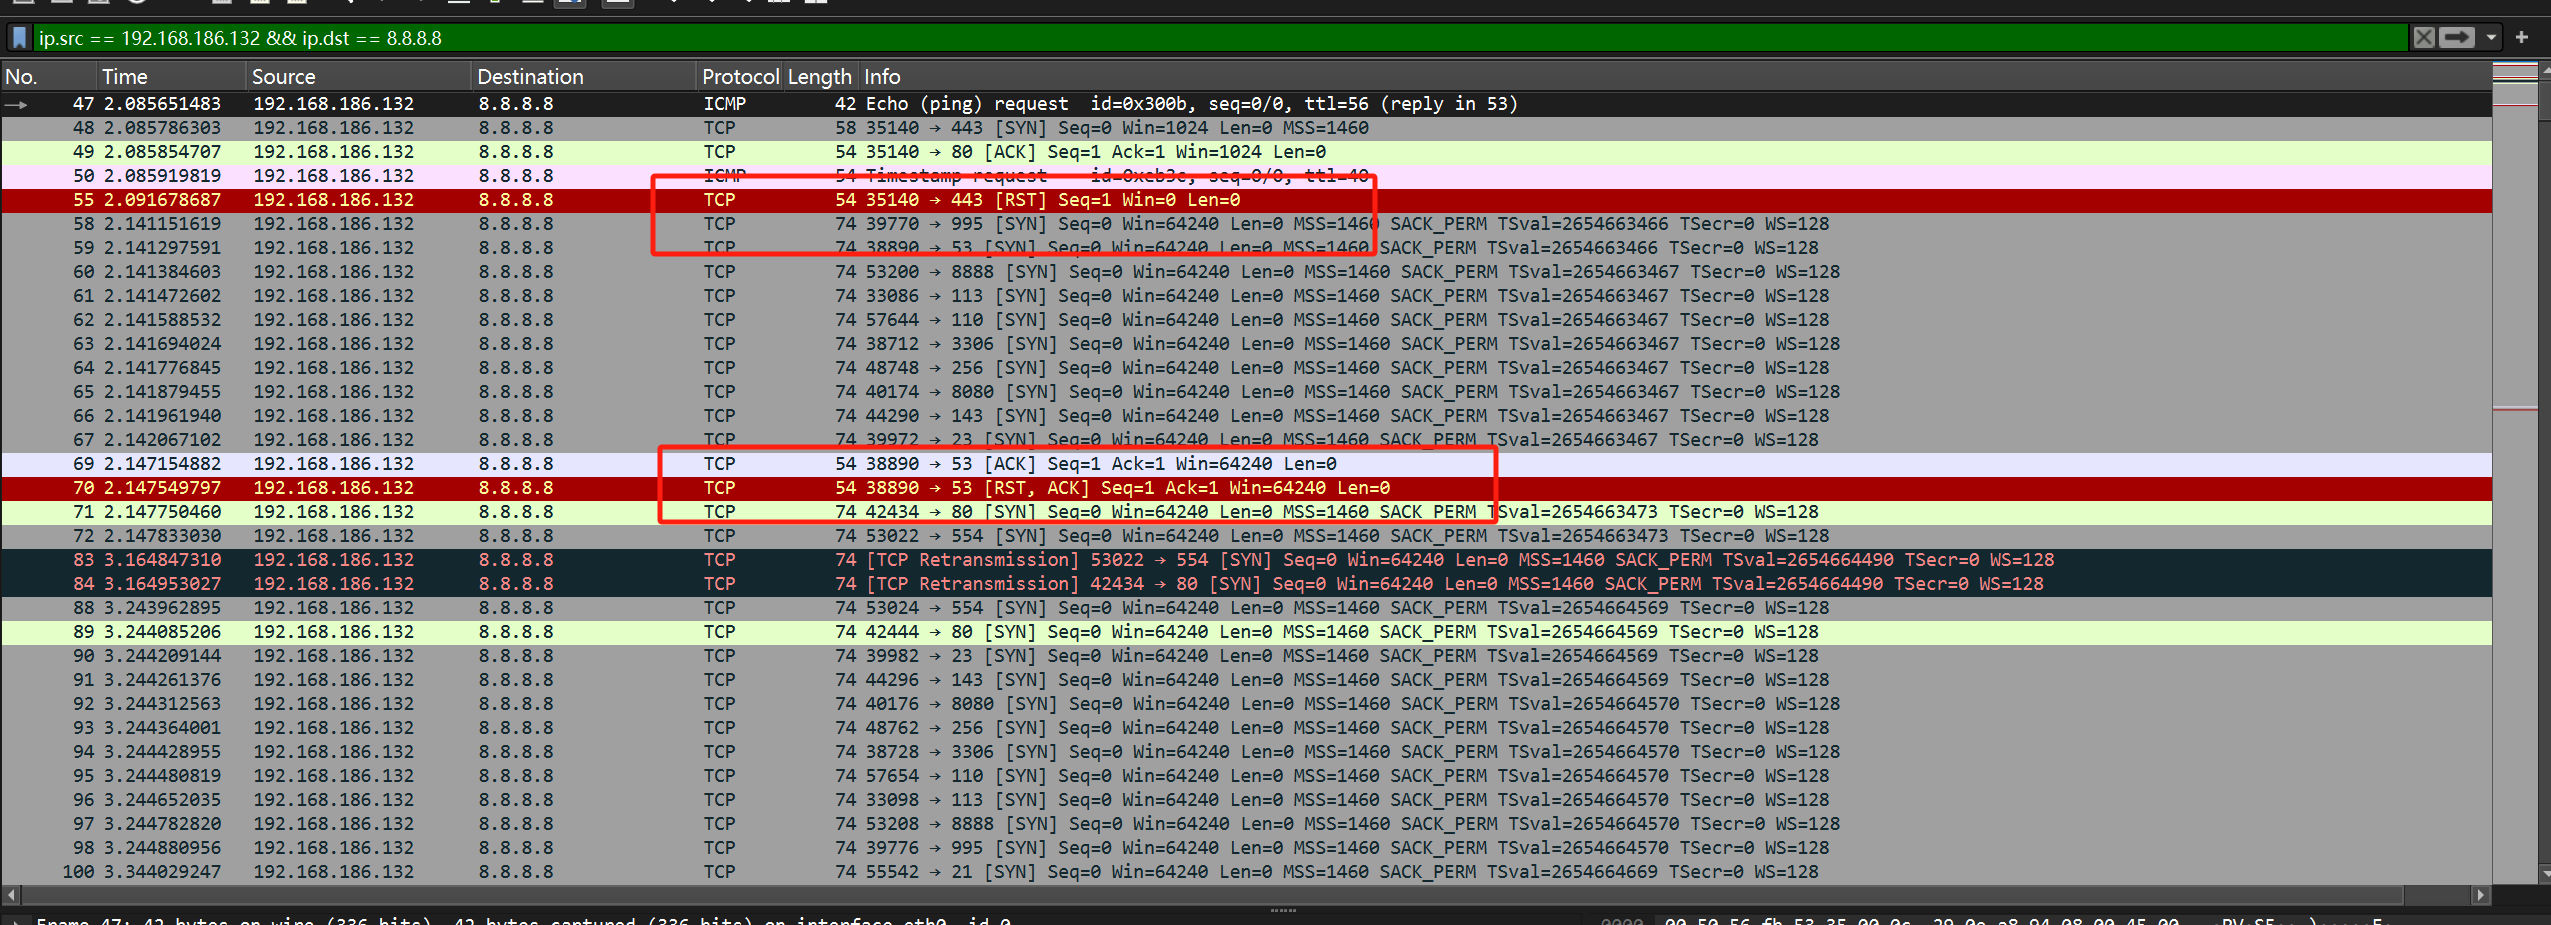 ip.src == 192.168.186.132 && ip.dst == 8.8.8.8
No. Time Source Destination Protocol Length Info
47 2.085651483 192.168.186.132 8.8.8.8 ICMP 42 Echo (ping) request id=0x300b, seq=0/0, ttl=56 (reply in 53)
48 2.085786303 192.168.186.132 8.8.8.8 TCP 58 35140 → 443 [SYN] Seq=0 Win=1024 Len=0 MSS=1460
49 2.085854707 192.168.186.132 8.8.8.8 TCP 54 35140 → 80 [ACK] Seq=1 Ack=1 Win=1024 Len=0
50 2.085919819 192.168.186.132 8.8.8.8 ICMP 54 Timestamp request id=0xeb3c, seq=0/0, ttl=40
55 2.091678687 192.168.186.132 8.8.8.8 TCP 54 35140 → 443 [RST] Seq=1 Win=0 Len=0
58 2.141151619 192.168.186.132 8.8.8.8 TCP 74 39770 → 995 [SYN] Seq=0 Win=64240 Len=0 MSS=1460 SACK_PERM TSval=2654663466 TSecr=0 WS=128
59 2.141297591 192.168.186.132 8.8.8.8 TCP 74 38890 → 53 [SYN] Seq=0 Win=64240 Len=0 MSS=1460 SACK_PERM TSval=2654663466 TSecr=0 WS=128
60 2.141384603 192.168.186.132 8.8.8.8 TCP 74 53200 → 8888 [SYN] Seq=0 Win=64240 Len=0 MSS=1460 SACK_PERM TSval=2654663467 TSecr=0 WS=128
61 2.141472602 192.168.186.132 8.8.8.8 TCP 74 33086 → 113 [SYN] Seq=0 Win=64240 Len=0 MSS=1460 SACK_PERM TSval=2654663467 TSecr=0 WS=128
62 2.141588532 192.168.186.132 8.8.8.8 TCP 74 57644 → 110 [SYN] Seq=0 Win=64240 Len=0 MSS=1460 SACK_PERM TSval=2654663467 TSecr=0 WS=128
63 2.141694024 192.168.186.132 8.8.8.8 TCP 74 38712 → 3306 [SYN] Seq=0 Win=64240 Len=0 MSS=1460 SACK_PERM TSval=2654663467 TSecr=0 WS=128
64 2.141776845 192.168.186.132 8.8.8.8 TCP 74 48748 → 256 [SYN] Seq=0 Win=64240 Len=0 MSS=1460 SACK_PERM TSval=2654663467 TSecr=0 WS=128
65 2.141879455 192.168.186.132 8.8.8.8 TCP 74 40174 → 8080 [SYN] Seq=0 Win=64240 Len=0 MSS=1460 SACK_PERM TSval=2654663467 TSecr=0 WS=128
66 2.141961940 192.168.186.132 8.8.8.8 TCP 74 44290 → 143 [SYN] Seq=0 Win=64240 Len=0 MSS=1460 SACK_PERM TSval=2654663467 TSecr=0 WS=128
67 2.142067102 192.168.186.132 8.8.8.8 TCP 74 39972 → 23 [SYN] Seq=0 Win=64240 Len=0 MSS=1460 SACK_PERM TSval=2654663467 TSecr=0 WS=128
69 2.147154882 192.168.186.132 8.8.8.8 TCP 54 38890 → 53 [ACK] Seq=1 Ack=1 Win=64240 Len=0
70 2.147549797 192.168.186.132 8.8.8.8 TCP 54 38890 → 53 [RST, ACK] Seq=1 Ack=1 Win=64240 Len=0
71 2.147750460 192.168.186.132 8.8.8.8 TCP 74 42434 → 80 [SYN] Seq=0 Win=64240 Len=0 MSS=1460 SACK_PERM TSval=2654663473 TSecr=0 WS=128
72 2.147833030 192.168.186.132 8.8.8.8 TCP 74 53022 → 554 [SYN] Seq=0 Win=64240 Len=0 MSS=1460 SACK_PERM TSval=2654663473 TSecr=0 WS=128
83 3.164847310 192.168.186.132 8.8.8.8 TCP 74 [TCP Retransmission] 53022 → 554 [SYN] Seq=0 Win=64240 Len=0 MSS=1460 SACK_PERM TSval=2654664490 TSecr=0 WS=128
84 3.164953027 192.168.186.132 8.8.8.8 TCP 74 [TCP Retransmission] 42434 → 80 [SYN] Seq=0 Win=64240 Len=0 MSS=1460 SACK_PERM TSval=2654664490 TSecr=0 WS=128
88 3.243962895 192.168.186.132 8.8.8.8 TCP 74 53024 → 554 [SYN] Seq=0 Win=64240 Len=0 MSS=1460 SACK_PERM TSval=2654664569 TSecr=0 WS=128
89 3.244085206 192.168.186.132 8.8.8.8 TCP 74 42444 → 80 [SYN] Seq=0 Win=64240 Len=0 MSS=1460 SACK_PERM TSval=2654664569 TSecr=0 WS=128
90 3.244209144 192.168.186.132 8.8.8.8 TCP 74 39982 → 23 [SYN] Seq=0 Win=64240 Len=0 MSS=1460 SACK_PERM TSval=2654664569 TSecr=0 WS=128
91 3.244261376 192.168.186.132 8.8.8.8 TCP 74 44296 → 143 [SYN] Seq=0 Win=64240 Len=0 MSS=1460 SACK_PERM TSval=2654664569 TSecr=0 WS=128
92 3.244312563 192.168.186.132 8.8.8.8 TCP 74 40176 → 8080 [SYN] Seq=0 Win=64240 Len=0 MSS=1460 SACK_PERM TSval=2654664570 TSecr=0 WS=128
93 3.244364001 192.168.186.132 8.8.8.8 TCP 74 48762 → 256 [SYN] Seq=0 Win=64240 Len=0 MSS=1460 SACK_PERM TSval=2654664570 TSecr=0 WS=128
94 3.244428955 192.168.186.132 8.8.8.8 TCP 74 38728 → 3306 [SYN] Seq=0 Win=64240 Len=0 MSS=1460 SACK_PERM TSval=2654664570 TSecr=0 WS=128
95 3.244480819 192.168.186.132 8.8.8.8 TCP 74 57654 → 110 [SYN] Seq=0 Win=64240 Len=0 MSS=1460 SACK_PERM TSval=2654664570 TSecr=0 WS=128
96 3.244652035 192.168.186.132 8.8.8.8 TCP 74 33098 → 113 [SYN] Seq=0 Win=64240 Len=0 MSS=1460 SACK_PERM TSval=2654664570 TSecr=0 WS=128
97 3.244782820 192.168.186.132 8.8.8.8 TCP 74 53208 → 8888 [SYN] Seq=0 Win=64240 Len=0 MSS=1460 SACK_PERM TSval=2654664570 TSecr=0 WS=128
98 3.244880956 192.168.186.132 8.8.8.8 TCP 74 39776 → 995 [SYN] Seq=0 Win=64240 Len=0 MSS=1460 SACK_PERM TSval=2654664570 TSecr=0 WS=128
100 3.344029247 192.168.186.132 8.8.8.8 TCP 74 55542 → 21 [SYN] Seq=0 Win=64240 Len=0 MSS=1460 SACK_PERM TSval=2654664669 TSecr=0 WS=128
Frame 47: 42 bytes on wire (336 bits), 42 bytes captured (336 bits) on interface eth0, id 0